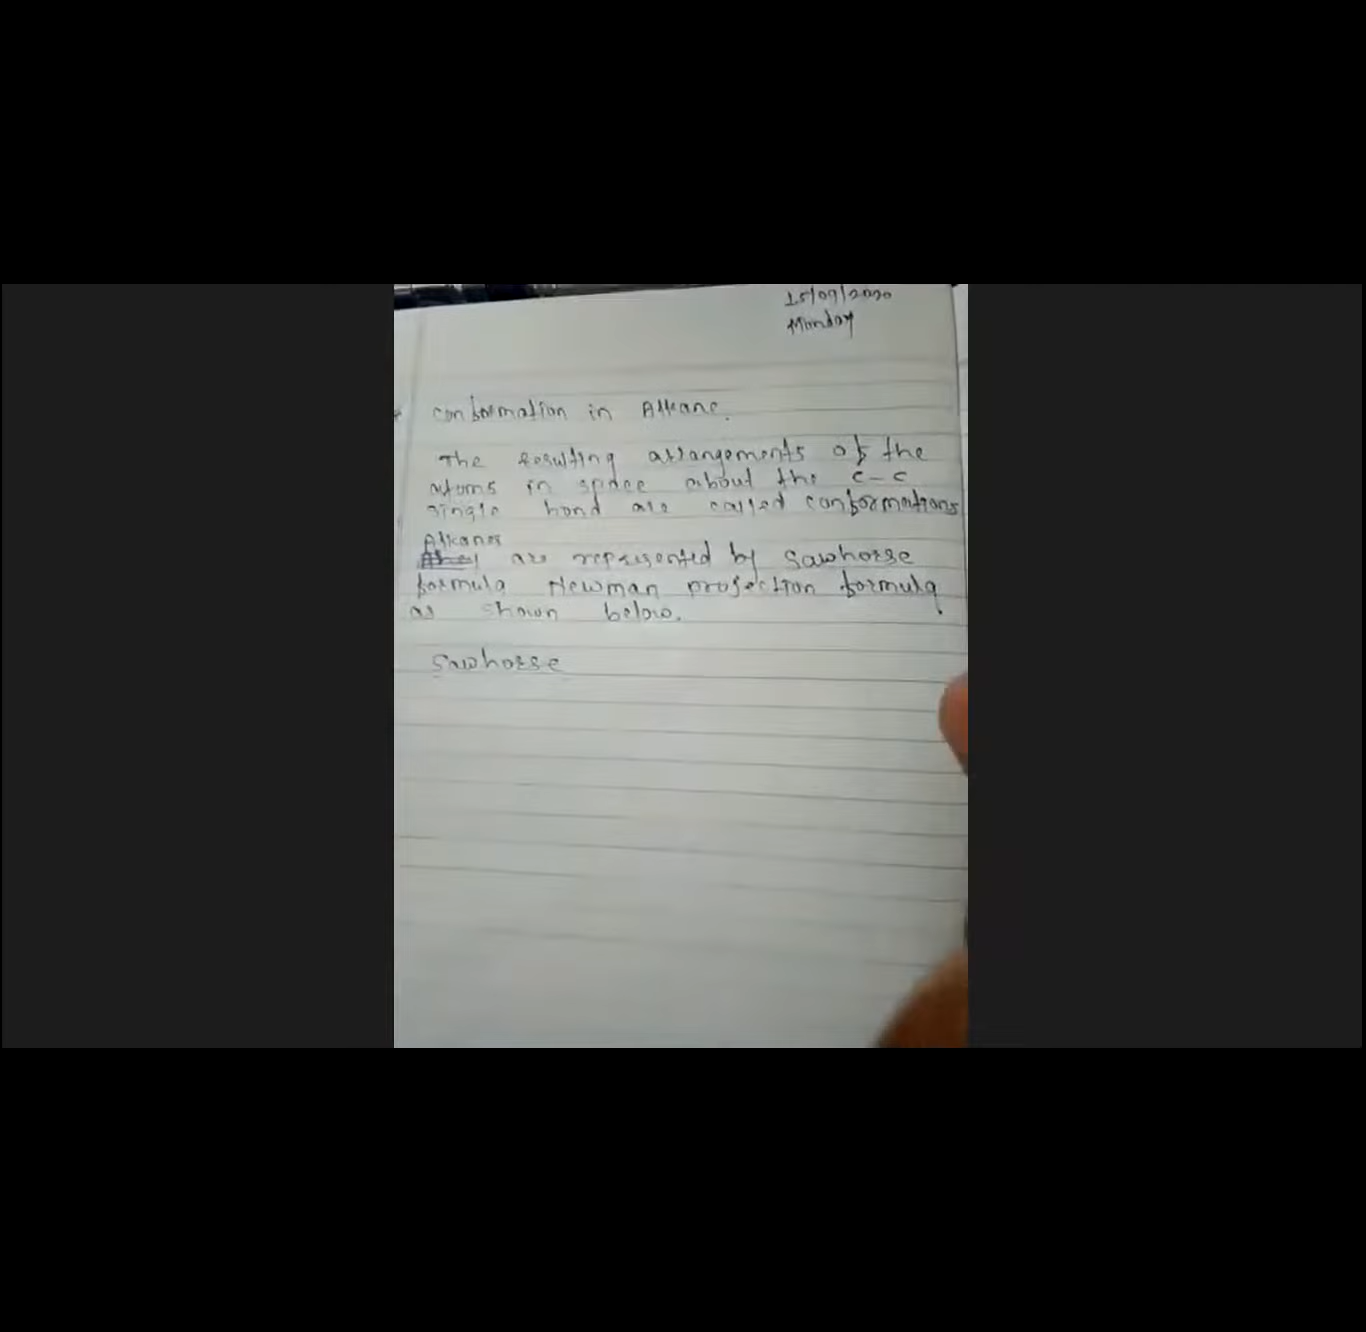 15/07/2020
Monday
Conformation in Alkane.
The resulting arrangements of the
atoms in space about the C-C
single bond are called conformations
Alkanes
are represented by sawhorse
formula Newman projection formula
as shown below.
Sawhorse